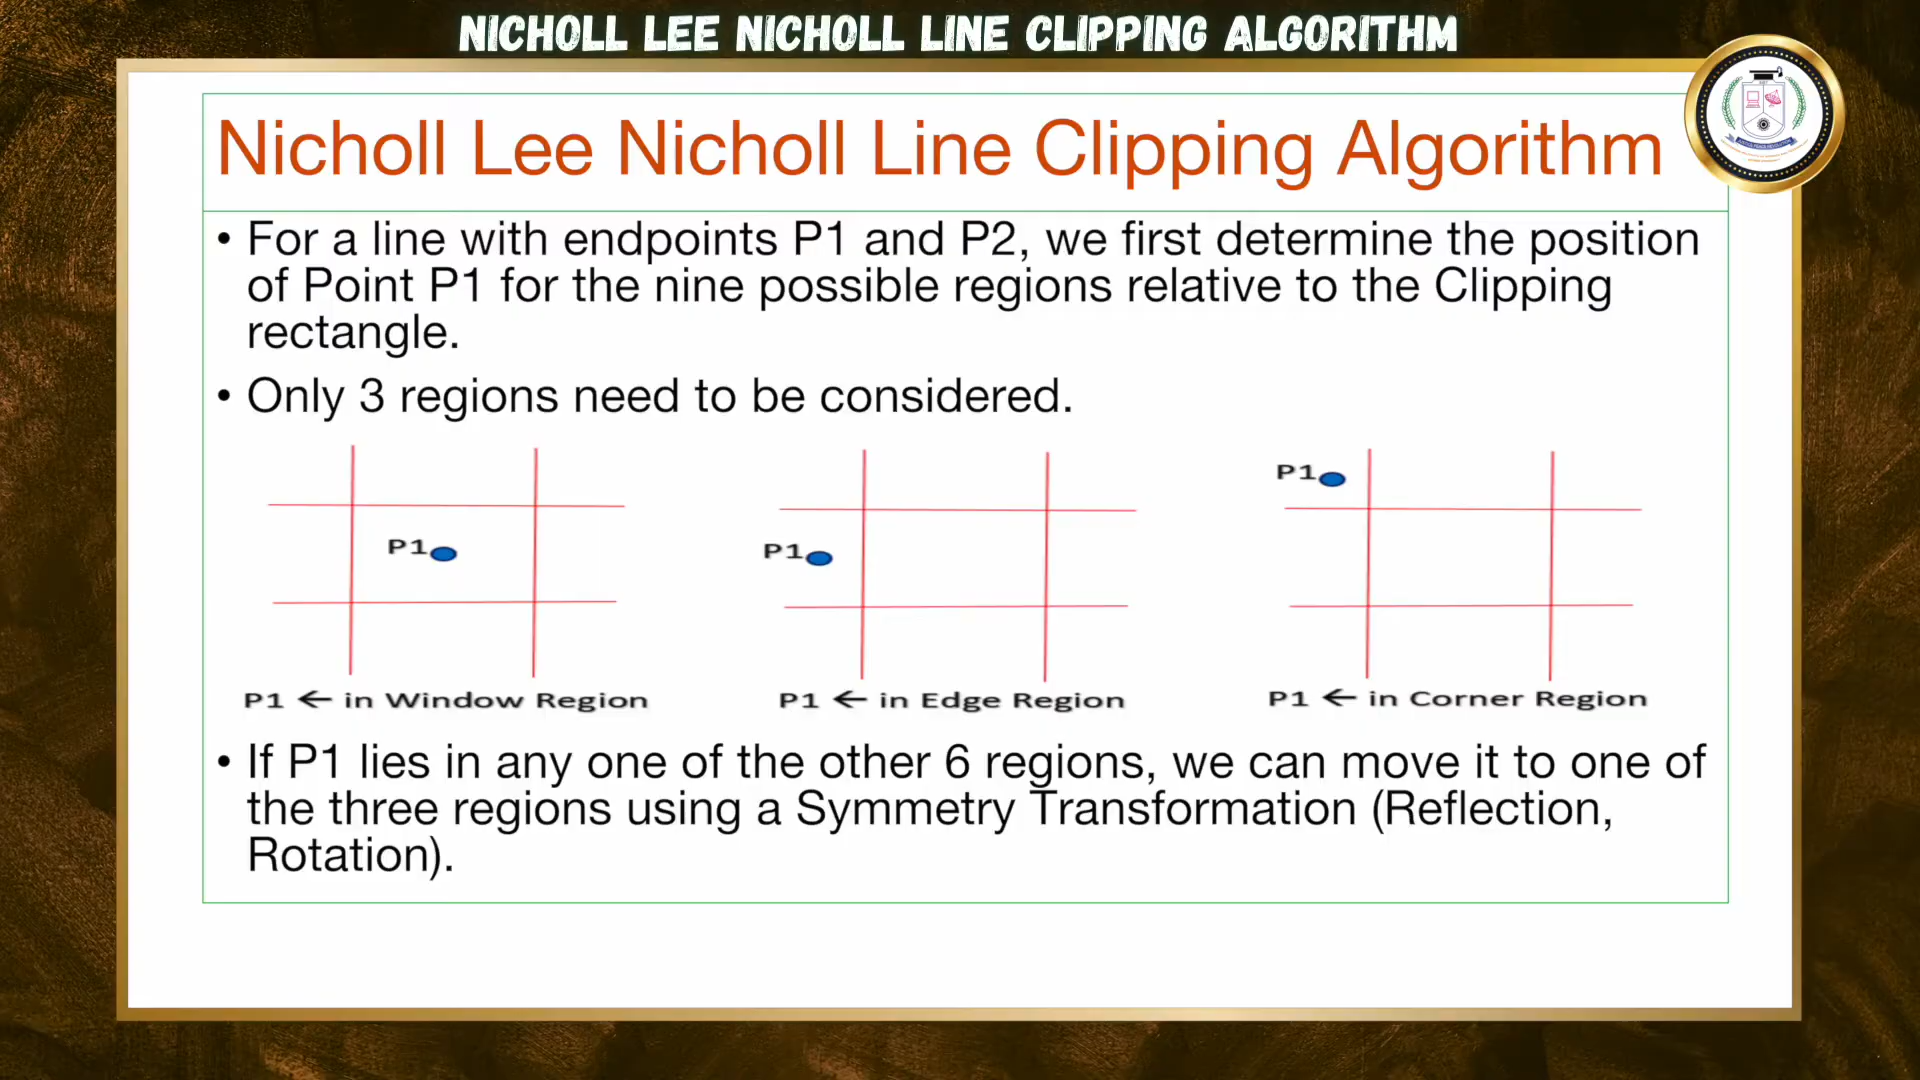 NICHOLL LEE NICHOLL LINE CLIPPING ALGORITHM
Nicholl Lee Nicholl Line Clipping Algorithm
• For a line with endpoints P1 and P2, we first determine the position
of Point P1 for the nine possible regions relative to the Clipping
rectangle.
• Only 3 regions need to be considered.
P1
P1
P1
P1 ← in Window Region
P1 ← in Edge Region
P1 ← in Corner Region
• If P1 lies in any one of the other 6 regions, we can move it to one of
the three regions using a Symmetry Transformation (Reflection,
Rotation).